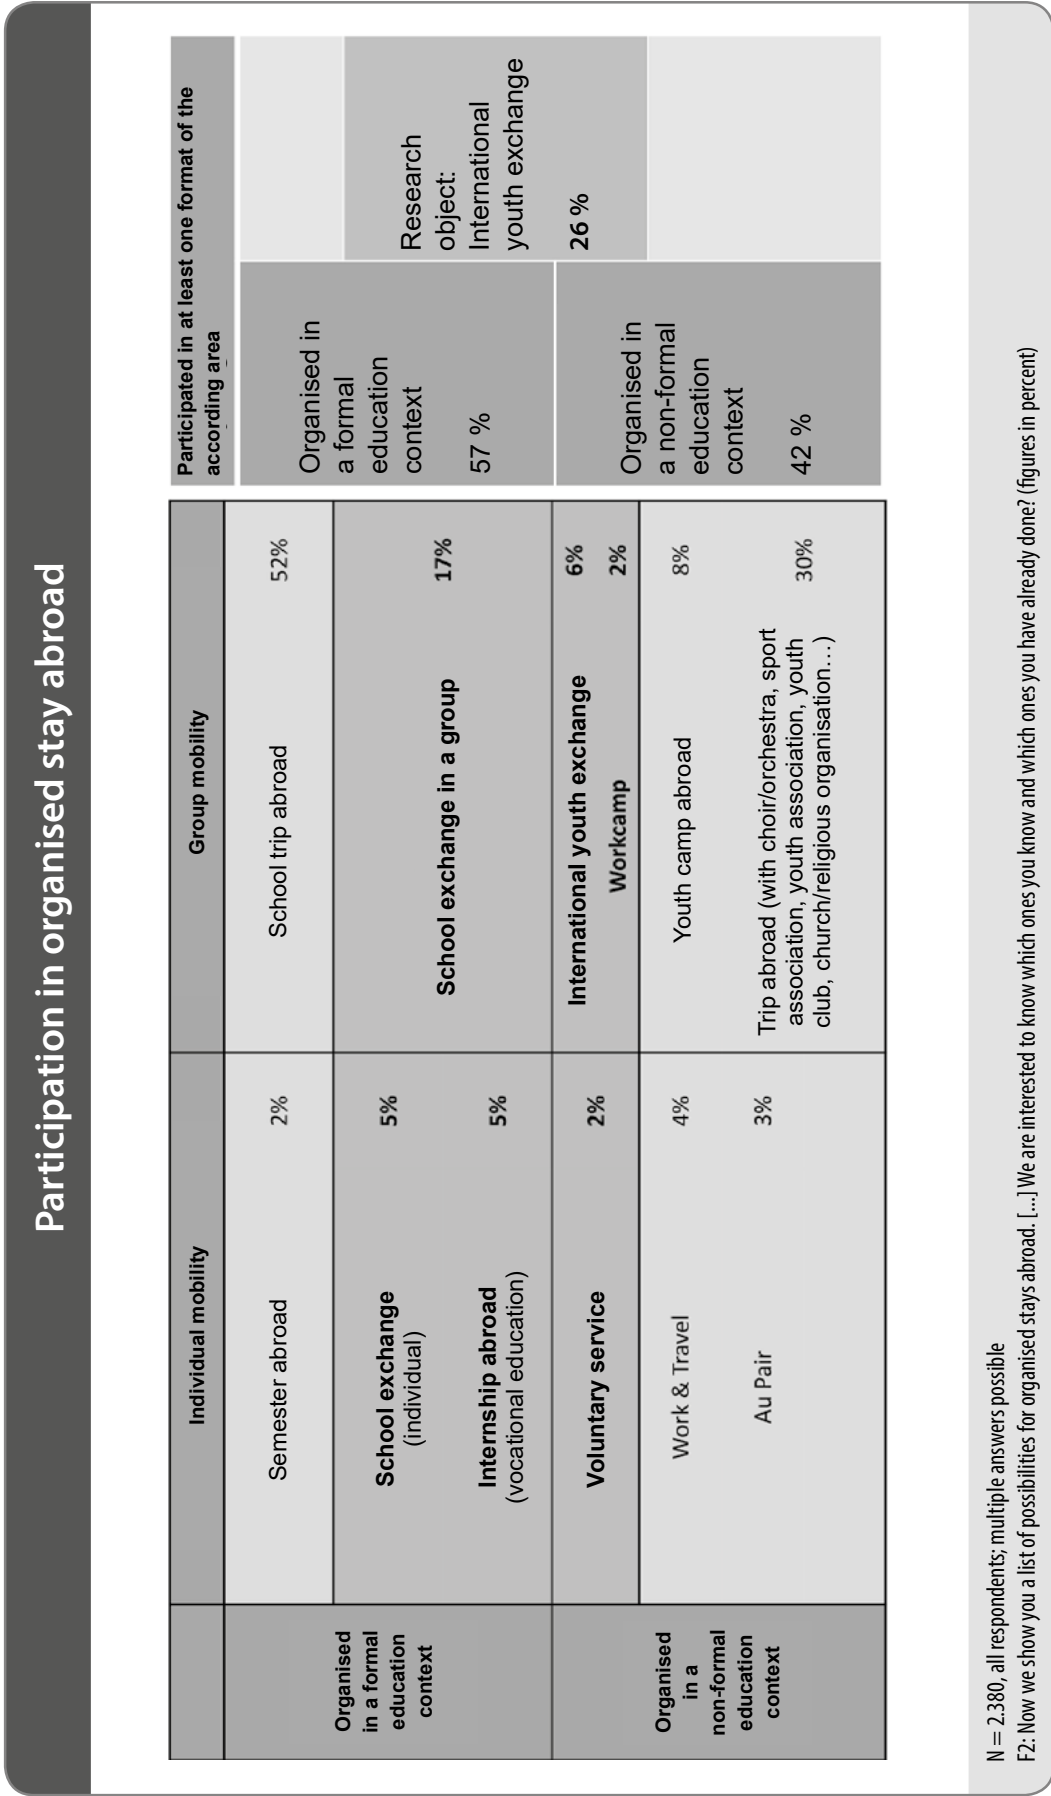 Participation in organised stay abroad
Individual mobility
Group mobility
Participated in at least one format of the
according area
Organised
in a formal
education
context
Semester abroad
2%
School trip abroad
52%
School exchange
(individual)
5%
Internship abroad
(vocational education)
5%
School exchange in a group
17%
Organised in
a formal
education
context
57 %
Organised
in a
non-formal
education
context
Voluntary service
2%
International youth exchange
6%
Workcamp
2%
Work & Travel
4%
Au Pair
3%
Youth camp abroad
8%
Trip abroad (with choir/orchestra, sport
association, youth association, youth
club, church/religious organisation…)
30%
Organised in
a non-formal
education
context
42 %
Research
object:
International
youth exchange
26 %
N = 2.380, all respondents; multiple answers possible
F2: Now we show you a list of possibilities for organised stays abroad. [...] We are interested to know which ones you know and which ones you have already done? (figures in percent)